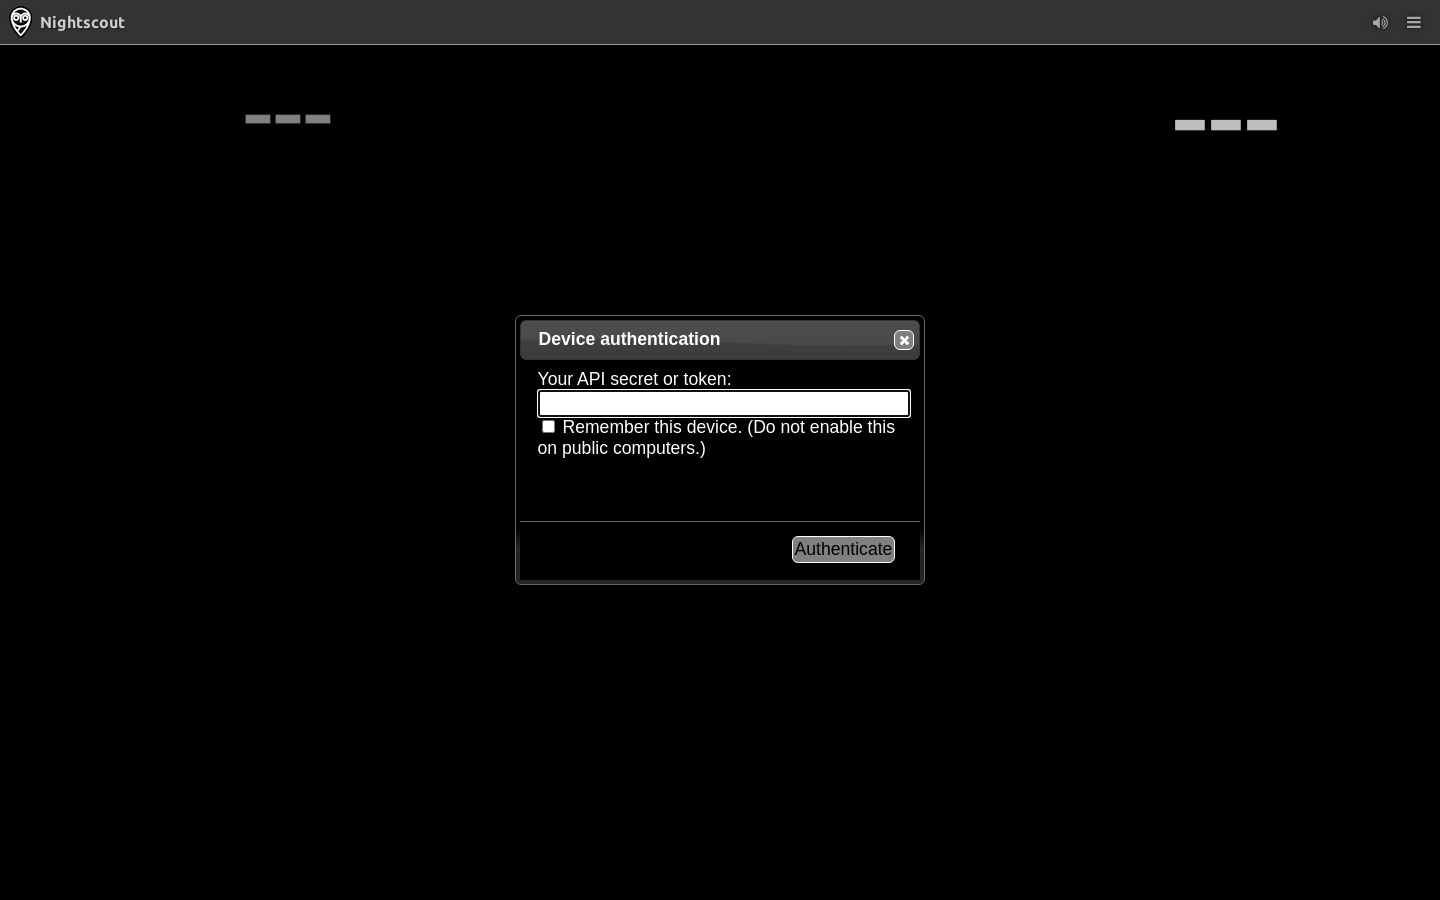 Nightscout
--- ---
Device authentication
Your API secret or token:
Remember this device. (Do not enable this
on public computers.)
Authenticate